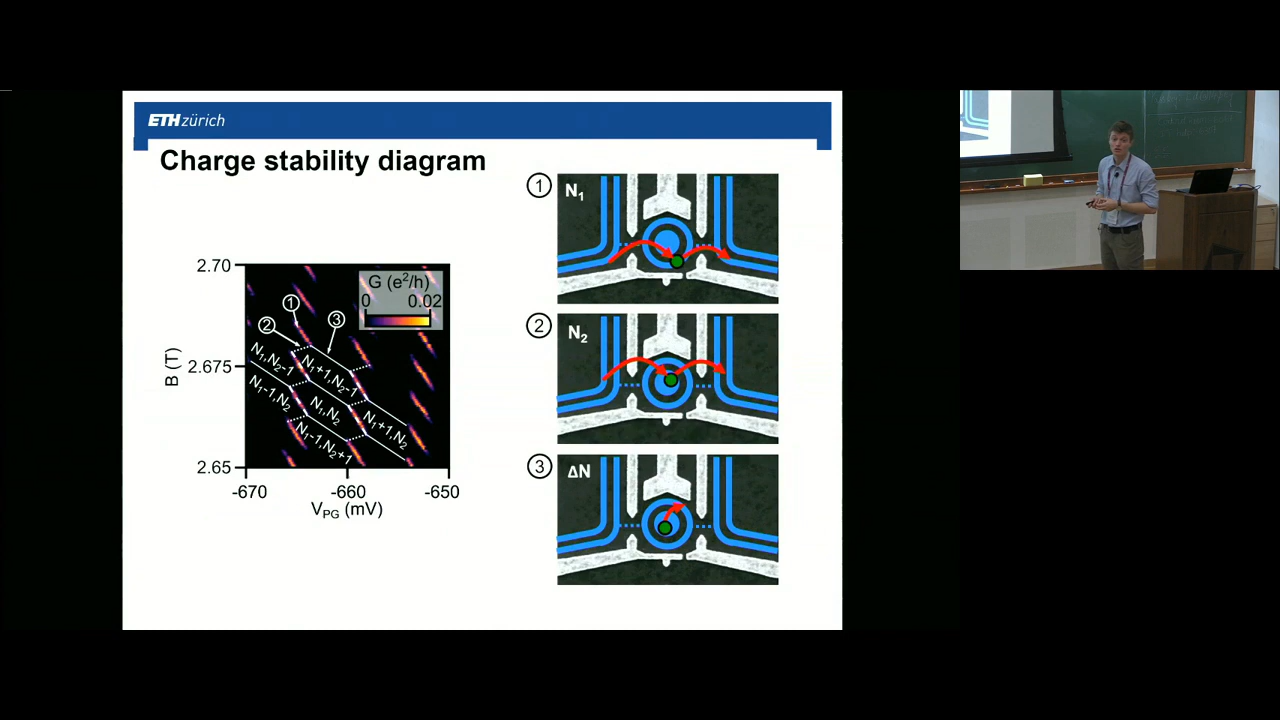 ETH zürich
Charge stability diagram
2.70
2.675
2.65
B (T)
-670
-660
-650
V_PG (mV)
G (e²/h)
0
0.02
①
②
③
N₁,N₂-1
N₁+1,N₂-1
N₁-1,N₂
N₁,N₂
N₁+1,N₂
N₁-1,N₂+1
① N₁
② N₂
③ ΔN